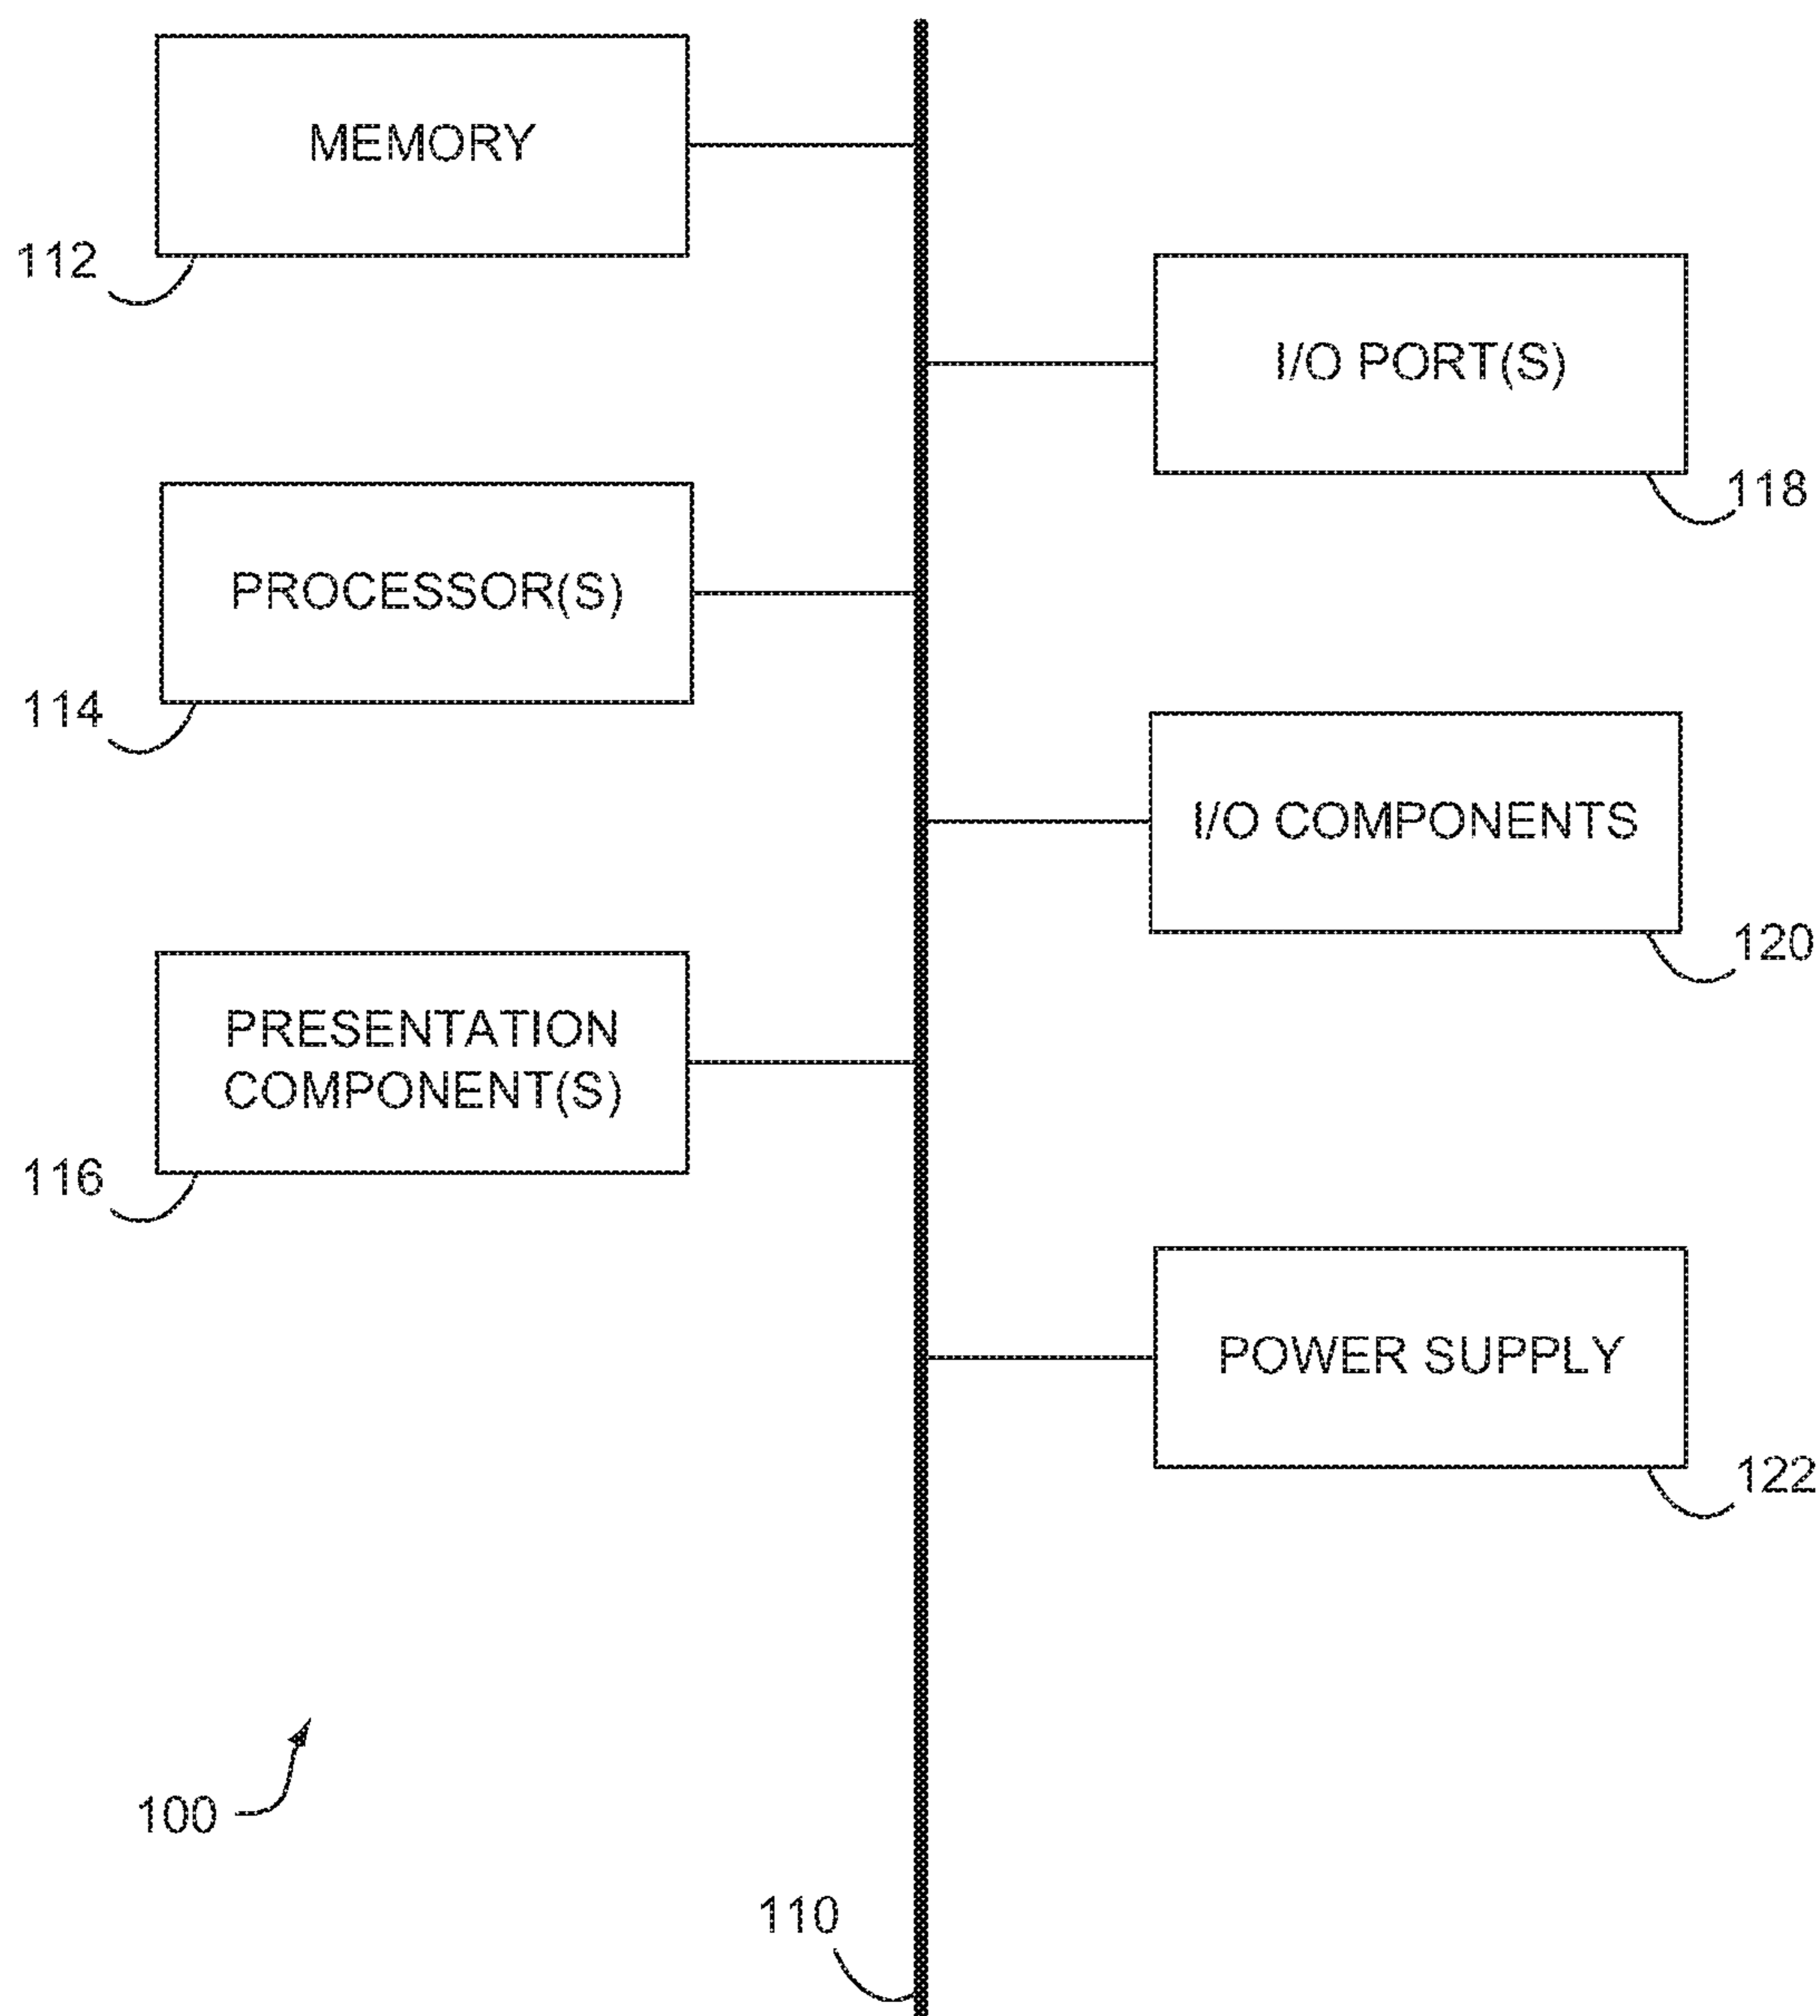 MEMORY
112
I/O PORT(S)
118
PROCESSOR(S)
114
I/O COMPONENTS
120
PRESENTATION
COMPONENT(S)
116
POWER SUPPLY
122
100
110